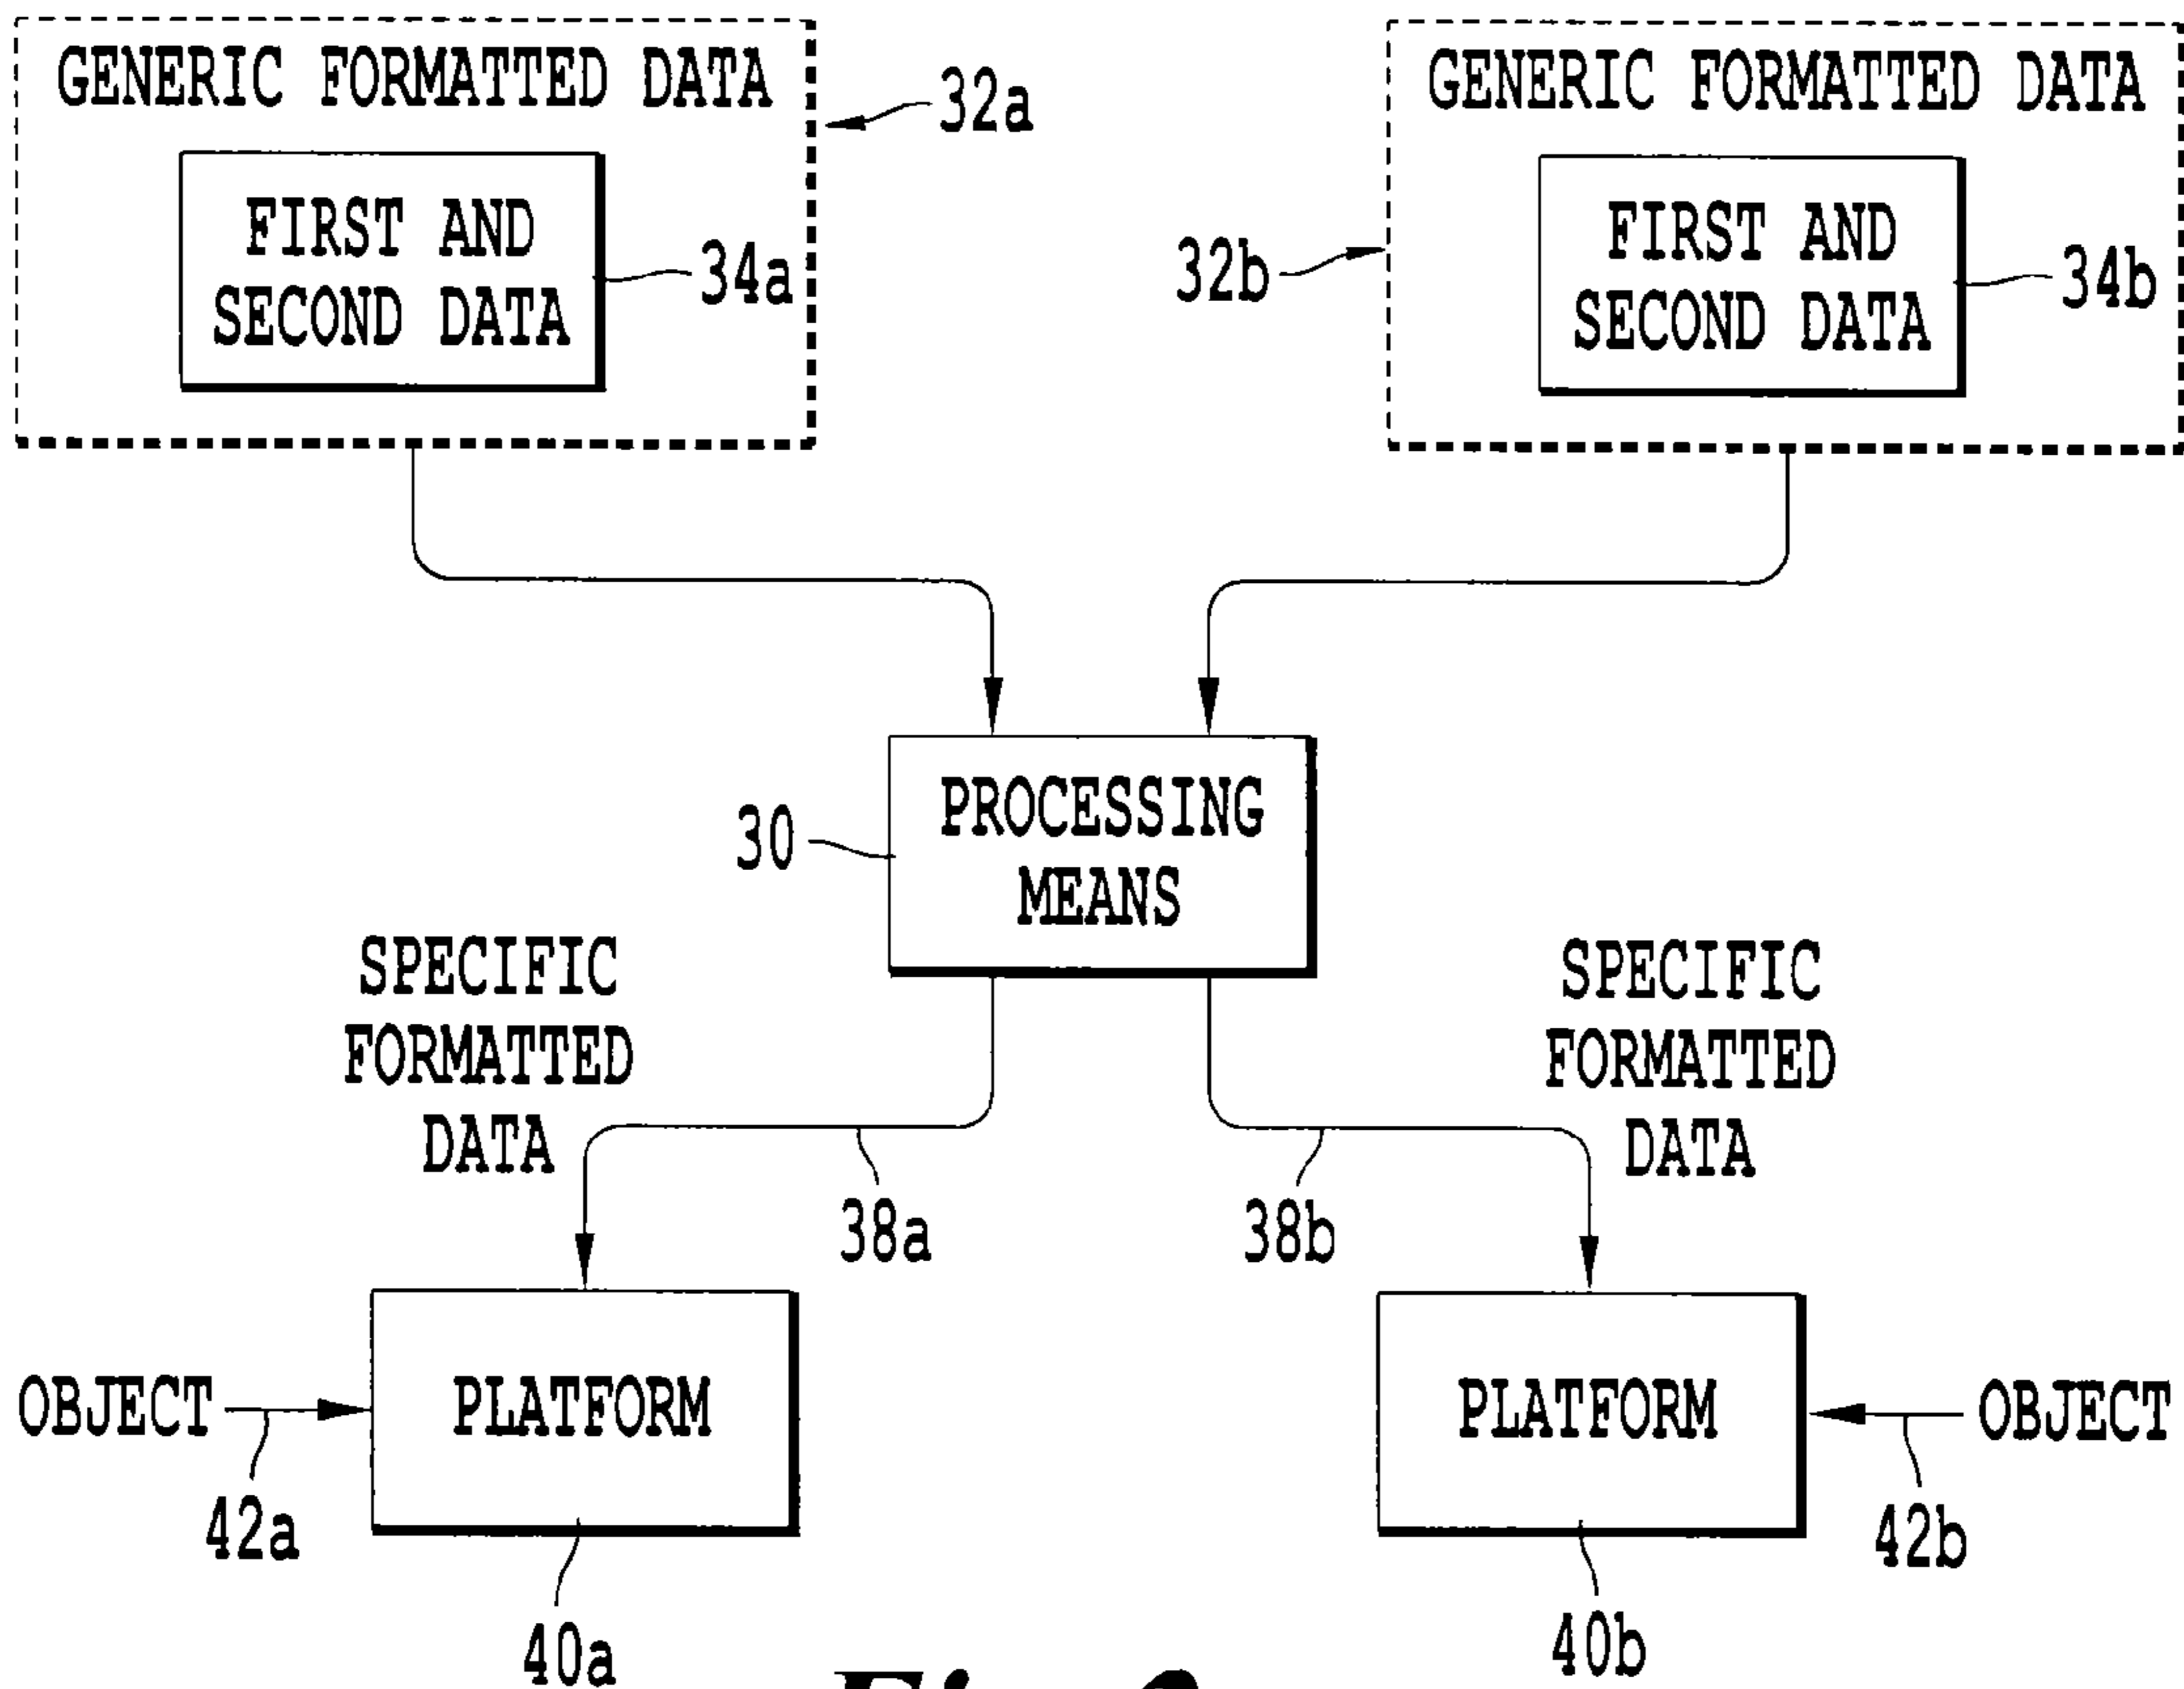 GENERIC FORMATTED DATA
32a
FIRST AND
SECOND DATA
34a
GENERIC FORMATTED DATA
32b
FIRST AND
SECOND DATA
34b
30
PROCESSING
MEANS
SPECIFIC
FORMATTED
DATA
38a
SPECIFIC
FORMATTED
DATA
38b
OBJECT
42a
PLATFORM
40a
PLATFORM
40b
OBJECT
42b